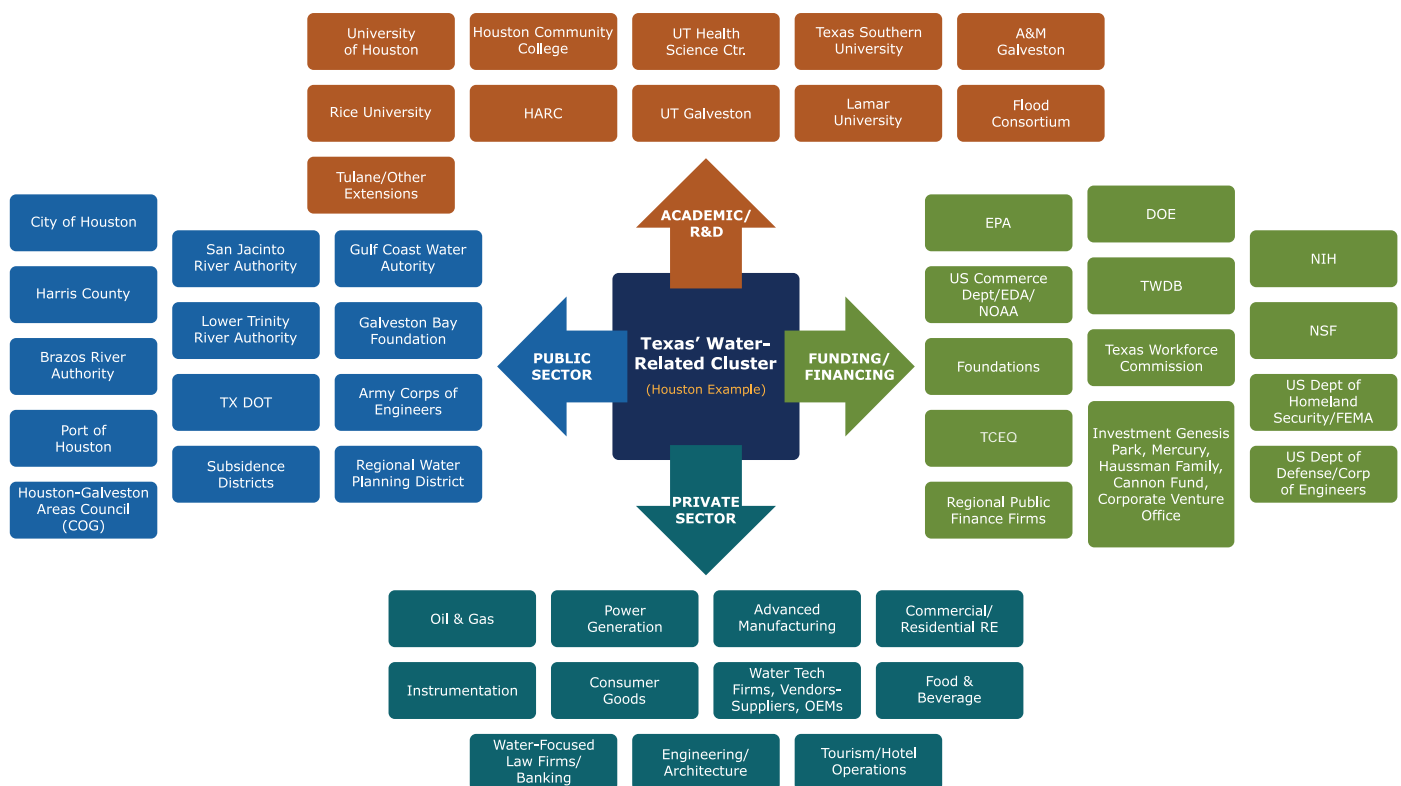 University
of Houston
Houston Community
College
UT Health
Science Ctr.
Texas Southern
University
A&M
Galveston
Rice University
HARC
UT Galveston
Lamar
University
Flood
Consortium
Tulane/Other
Extensions
ACADEMIC/
R&D
City of Houston
Harris County
Brazos River
Authority
Port of
Houston
Houston-Galveston
Areas Council
(COG)
San Jacinto
River Authority
Lower Trinity
River Authority
TX DOT
Subsidence
Districts
Gulf Coast Water
Autority
Galveston Bay
Foundation
Army Corps of
Engineers
Regional Water
Planning District
PUBLIC
SECTOR
Texas’ Water-
Related Cluster
(Houston Example)
FUNDING/
FINANCING
EPA
US Commerce
Dept/EDA/
NOAA
Foundations
TCEQ
Regional Public
Finance Firms
DOE
TWDB
Texas Workforce
Commission
Investment Genesis
Park, Mercury,
Haussman Family,
Cannon Fund,
Corporate Venture
Office
NIH
NSF
US Dept of
Homeland
Security/FEMA
US Dept of
Defense/Corp
of Engineers
PRIVATE
SECTOR
Oil & Gas
Power
Generation
Advanced
Manufacturing
Commercial/
Residential RE
Instrumentation
Consumer
Goods
Water Tech
Firms, Vendors-
Suppliers, OEMs
Food &
Beverage
Water-Focused
Law Firms/
Banking
Engineering/
Architecture
Tourism/Hotel
Operations